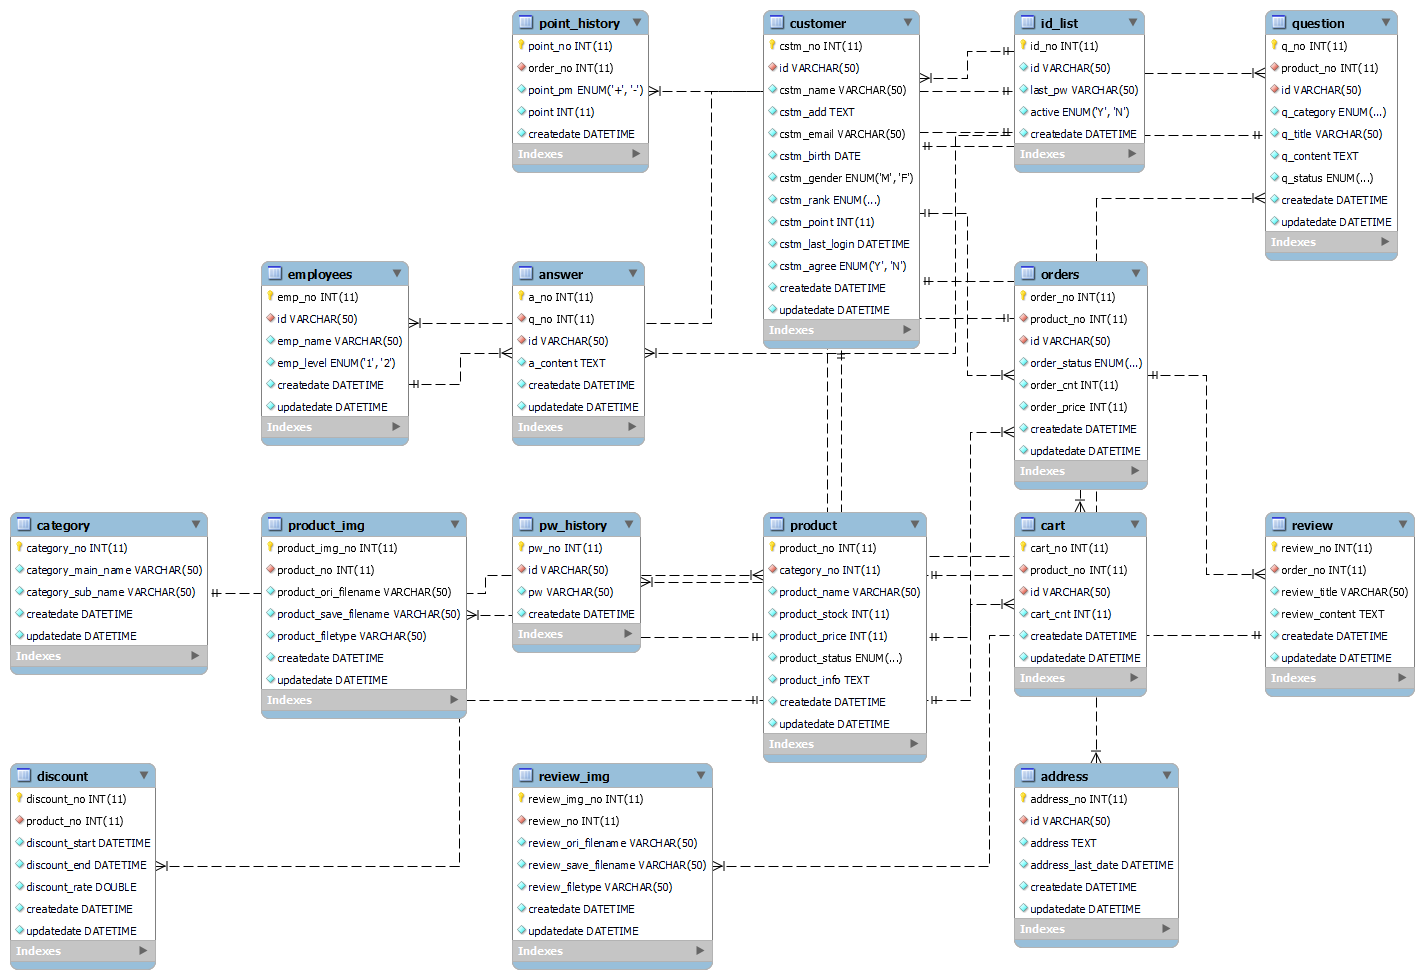 point_history
point_no INT(11)
order_no INT(11)
point_pm ENUM('+', '-')
point INT(11)
createdate DATETIME
Indexes
customer
cstm_no INT(11)
id VARCHAR(50)
cstm_name VARCHAR(50)
cstm_add TEXT
cstm_email VARCHAR(50)
cstm_birth DATE
cstm_gender ENUM('M', 'F')
cstm_rank ENUM(...)
cstm_point INT(11)
cstm_last_login DATETIME
cstm_agree ENUM('Y', 'N')
createdate DATETIME
updatedate DATETIME
Indexes
id_list
id_no INT(11)
id VARCHAR(50)
last_pw VARCHAR(50)
active ENUM('Y', 'N')
createdate DATETIME
Indexes
question
q_no INT(11)
product_no INT(11)
id VARCHAR(50)
q_category ENUM(...)
q_title VARCHAR(50)
q_content TEXT
q_status ENUM(...)
createdate DATETIME
updatedate DATETIME
Indexes
employees
emp_no INT(11)
id VARCHAR(50)
emp_name VARCHAR(50)
emp_level ENUM('1', '2')
createdate DATETIME
updatedate DATETIME
Indexes
answer
a_no INT(11)
q_no INT(11)
id VARCHAR(50)
a_content TEXT
createdate DATETIME
updatedate DATETIME
Indexes
orders
order_no INT(11)
product_no INT(11)
id VARCHAR(50)
order_status ENUM(...)
order_cnt INT(11)
order_price INT(11)
createdate DATETIME
updatedate DATETIME
Indexes
category
category_no INT(11)
category_main_name VARCHAR(50)
category_sub_name VARCHAR(50)
createdate DATETIME
updatedate DATETIME
Indexes
product_img
product_img_no INT(11)
product_no INT(11)
product_ori_filename VARCHAR(50)
product_save_filename VARCHAR(50)
product_filetype VARCHAR(50)
createdate DATETIME
updatedate DATETIME
Indexes
pw_history
pw_no INT(11)
id VARCHAR(50)
pw VARCHAR(50)
createdate DATETIME
Indexes
product
product_no INT(11)
category_no INT(11)
product_name VARCHAR(50)
product_stock INT(11)
product_price INT(11)
product_status ENUM(...)
product_info TEXT
createdate DATETIME
updatedate DATETIME
Indexes
cart
cart_no INT(11)
product_no INT(11)
id VARCHAR(50)
cart_cnt INT(11)
createdate DATETIME
updatedate DATETIME
Indexes
review
review_no INT(11)
order_no INT(11)
review_title VARCHAR(50)
review_content TEXT
createdate DATETIME
updatedate DATETIME
Indexes
discount
discount_no INT(11)
product_no INT(11)
discount_start DATETIME
discount_end DATETIME
discount_rate DOUBLE
createdate DATETIME
updatedate DATETIME
Indexes
review_img
review_img_no INT(11)
review_no INT(11)
review_ori_filename VARCHAR(50)
review_save_filename VARCHAR(50)
review_filetype VARCHAR(50)
createdate DATETIME
updatedate DATETIME
Indexes
address
address_no INT(11)
id VARCHAR(50)
address TEXT
address_last_date DATETIME
createdate DATETIME
updatedate DATETIME
Indexes